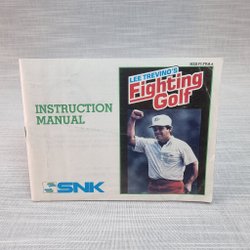 INSTRUCTION
MANUAL
LEE TREVINO'S
Fighting
Golf
SNK